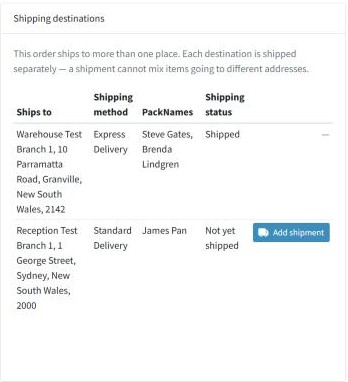 Shipping destinations
This order ships to more than one place. Each destination is shipped
separately — a shipment cannot mix items going to different addresses.
Ships to
Shipping
method
PackNames
Shipping
status
Warehouse Test
Branch 1, 10
Parramatta
Road, Granville,
New South
Wales, 2142
Express
Delivery
Steve Gates,
Brenda
Lindgren
Shipped
—
Reception Test
Branch 1, 1
George Street,
Sydney, New
South Wales,
2000
Standard
Delivery
James Pan
Not yet
shipped
Add shipment